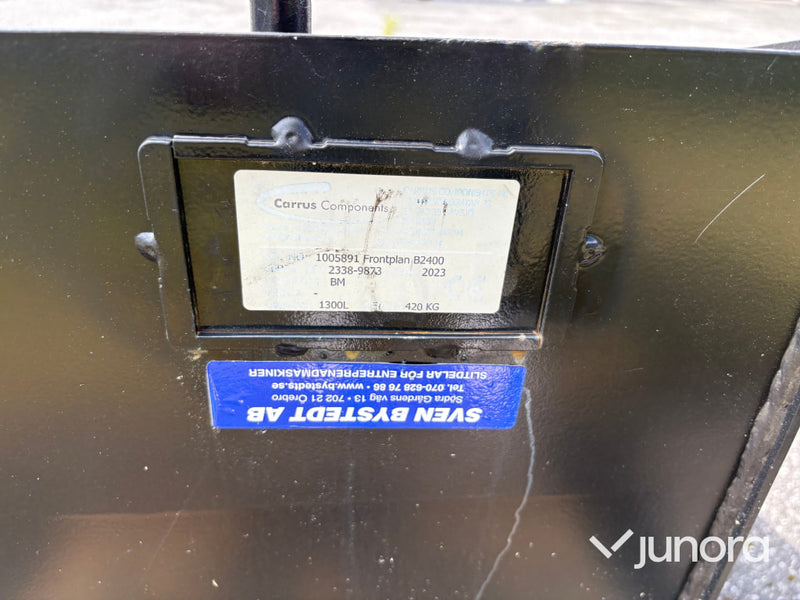 Carrus Components
1005891 Frontplan B2400
2338-9873 2023
BM
1300L 420 KG
SVEN BYSTEDT AB
Södra Gårdens väg 13 • 702 21 Örebro
Tel. 070-628 76 86 • www.bystedts.se
SLITDELAR FÖR ENTREPRENADMASKINER
junora